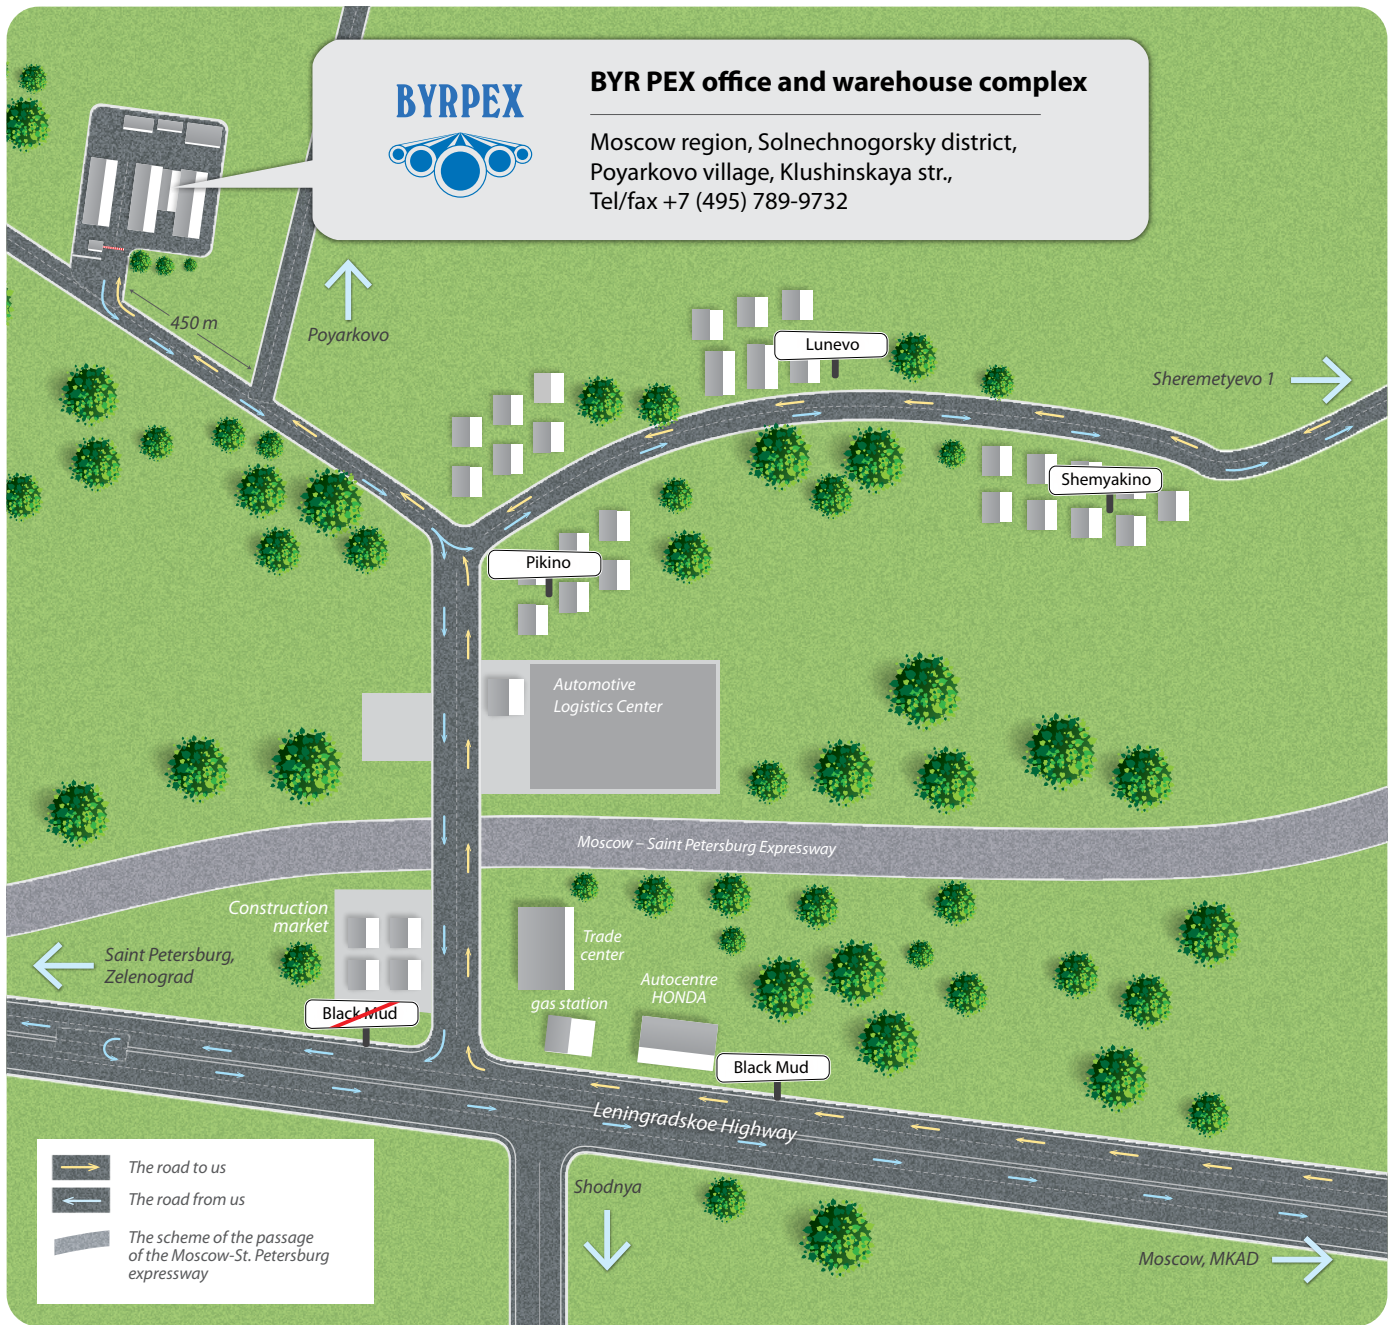 BYRPEX
BYR PEX office and warehouse complex
Moscow region, Solnechnogorsky district,
Poyarkovo village, Klushinskaya str.,
Tel/fax +7 (495) 789-9732
450 m
Poyarkovo
Lunevo
Sheremetyevo 1
Shemyakino
Pikino
Automotive
Logistics Center
Moscow – Saint Petersburg Expressway
Construction
market
Saint Petersburg,
Zelenograd
Trade
center
Autocentre
HONDA
gas station
Black Mud
Black Mud
Leningradskoe Highway
Shodnya
Moscow, MKAD
The road to us
The road from us
The scheme of the passage
of the Moscow-St. Petersburg
expressway